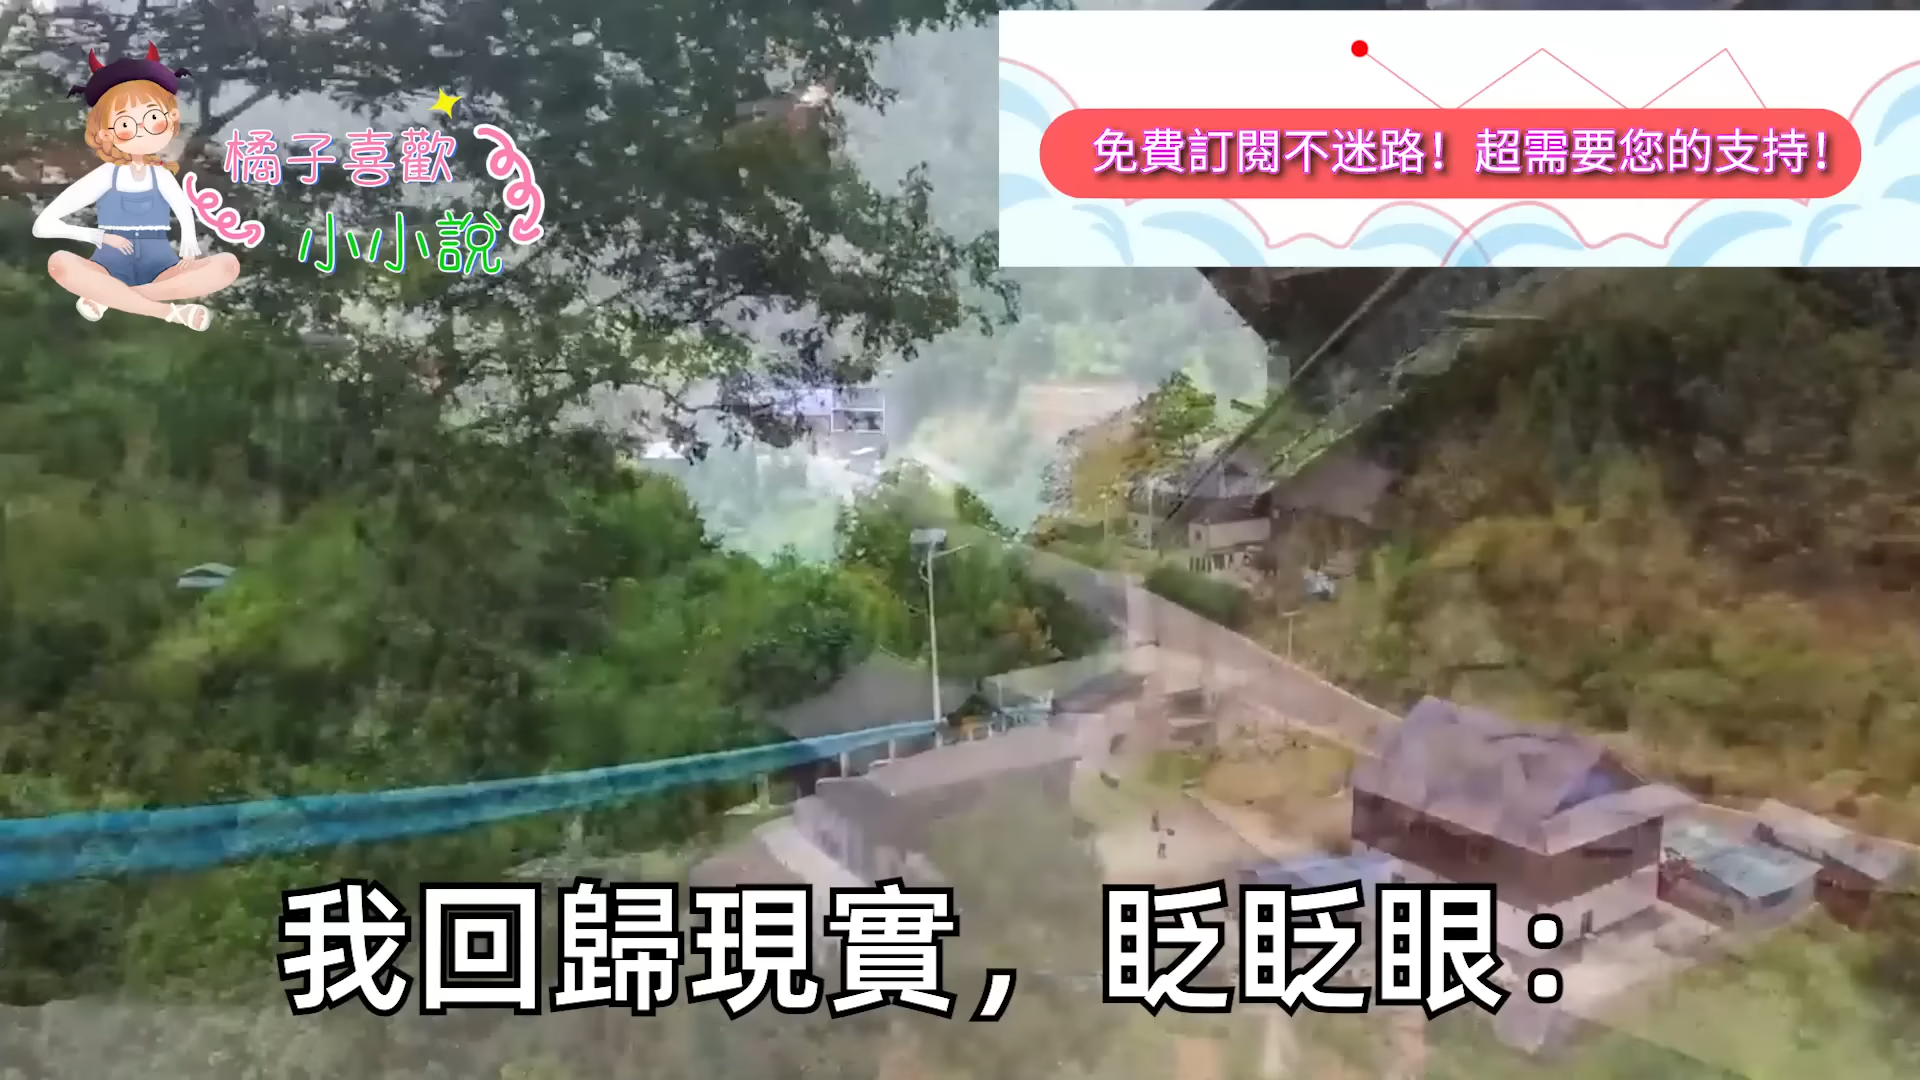 橘子喜歡
小小說
免費訂閱不迷路！超需要您的支持！
我回歸現實，眨眨眼：